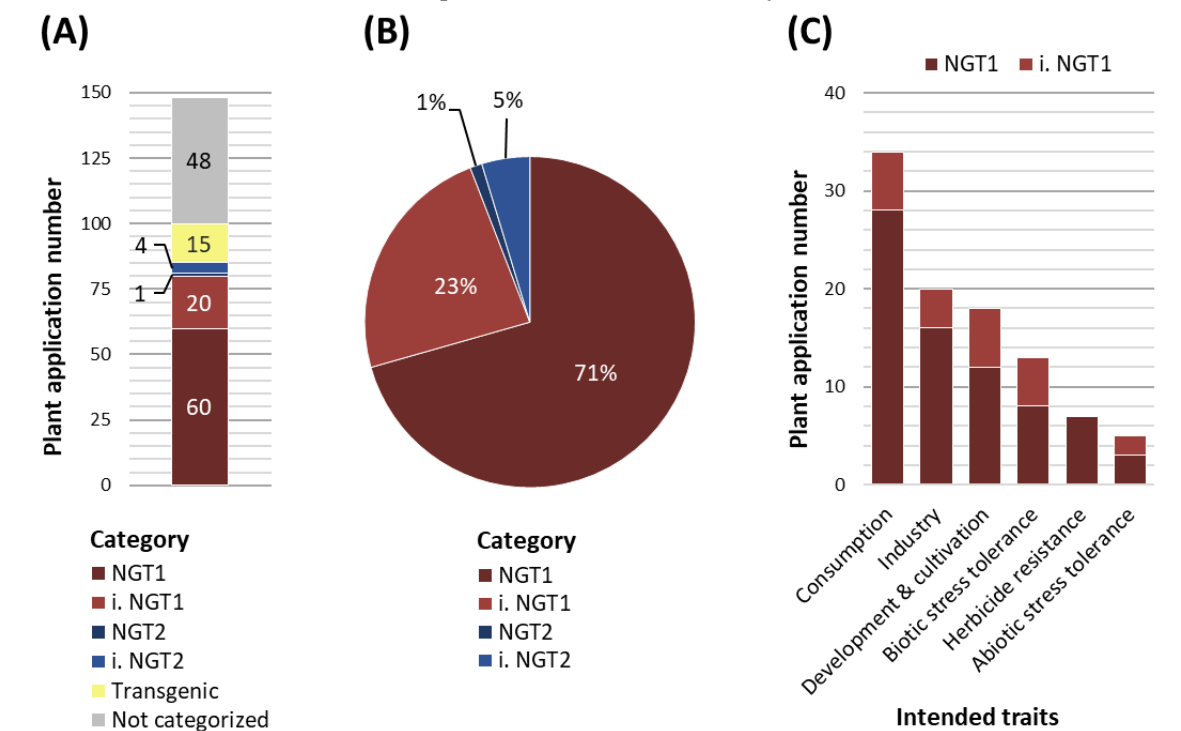 (A)
150
125
100
75
50
25
0
Plant application number
48
15
4
1
20
60
Category
NGT1
i. NGT1
NGT2
i. NGT2
Transgenic
Not categorized
(B)
1%
5%
23%
71%
Category
NGT1
i. NGT1
NGT2
i. NGT2
(C)
NGT1 i. NGT1
40
30
20
10
0
Plant application number
Consumption
Industry
Development & cultivation
Biotic stress tolerance
Herbicide resistance
Abiotic stress tolerance
Intended traits